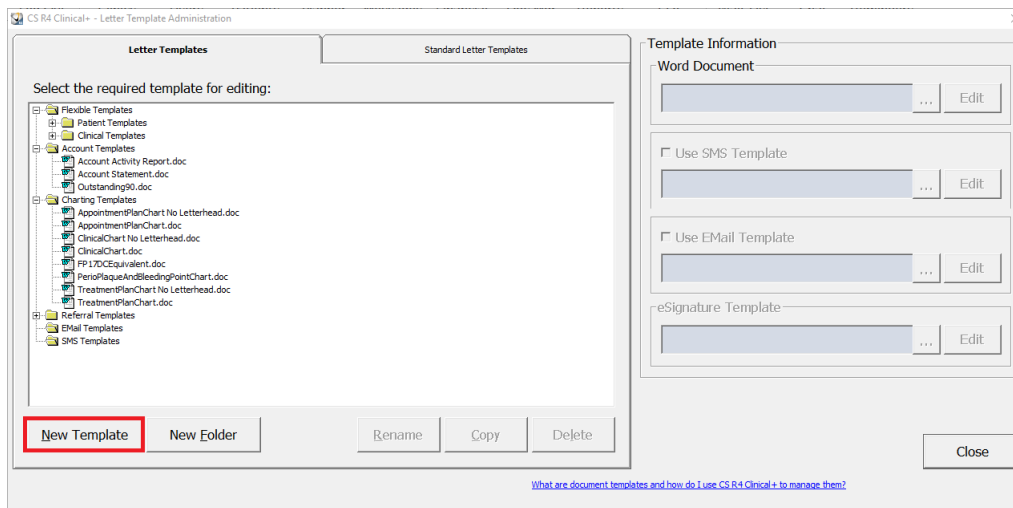 CS R4 Clinical+ - Letter Template Administration
Letter Templates
Standard Letter Templates
Select the required template for editing:
Flexible Templates
Patient Templates
Clinical Templates
Account Templates
Account Activity Report.doc
Account Statement.doc
Outstanding90.doc
Charting Templates
AppointmentPlanChart No Letterhead.doc
AppointmentPlanChart.doc
ClinicalChart No Letterhead.doc
ClinicalChart.doc
FP17DCEquivalent.doc
PerioPlaqueAndBleedingPointChart.doc
TreatmentPlanChart No Letterhead.doc
TreatmentPlanChart.doc
Referral Templates
EMail Templates
SMS Templates
New Template
New Folder
Rename
Copy
Delete
Template Information
Word Document
... Edit
Use SMS Template
... Edit
Use EMail Template
... Edit
eSignature Template
... Edit
Close
What are document templates and how do I use CS R4 Clinical+ to manage them?